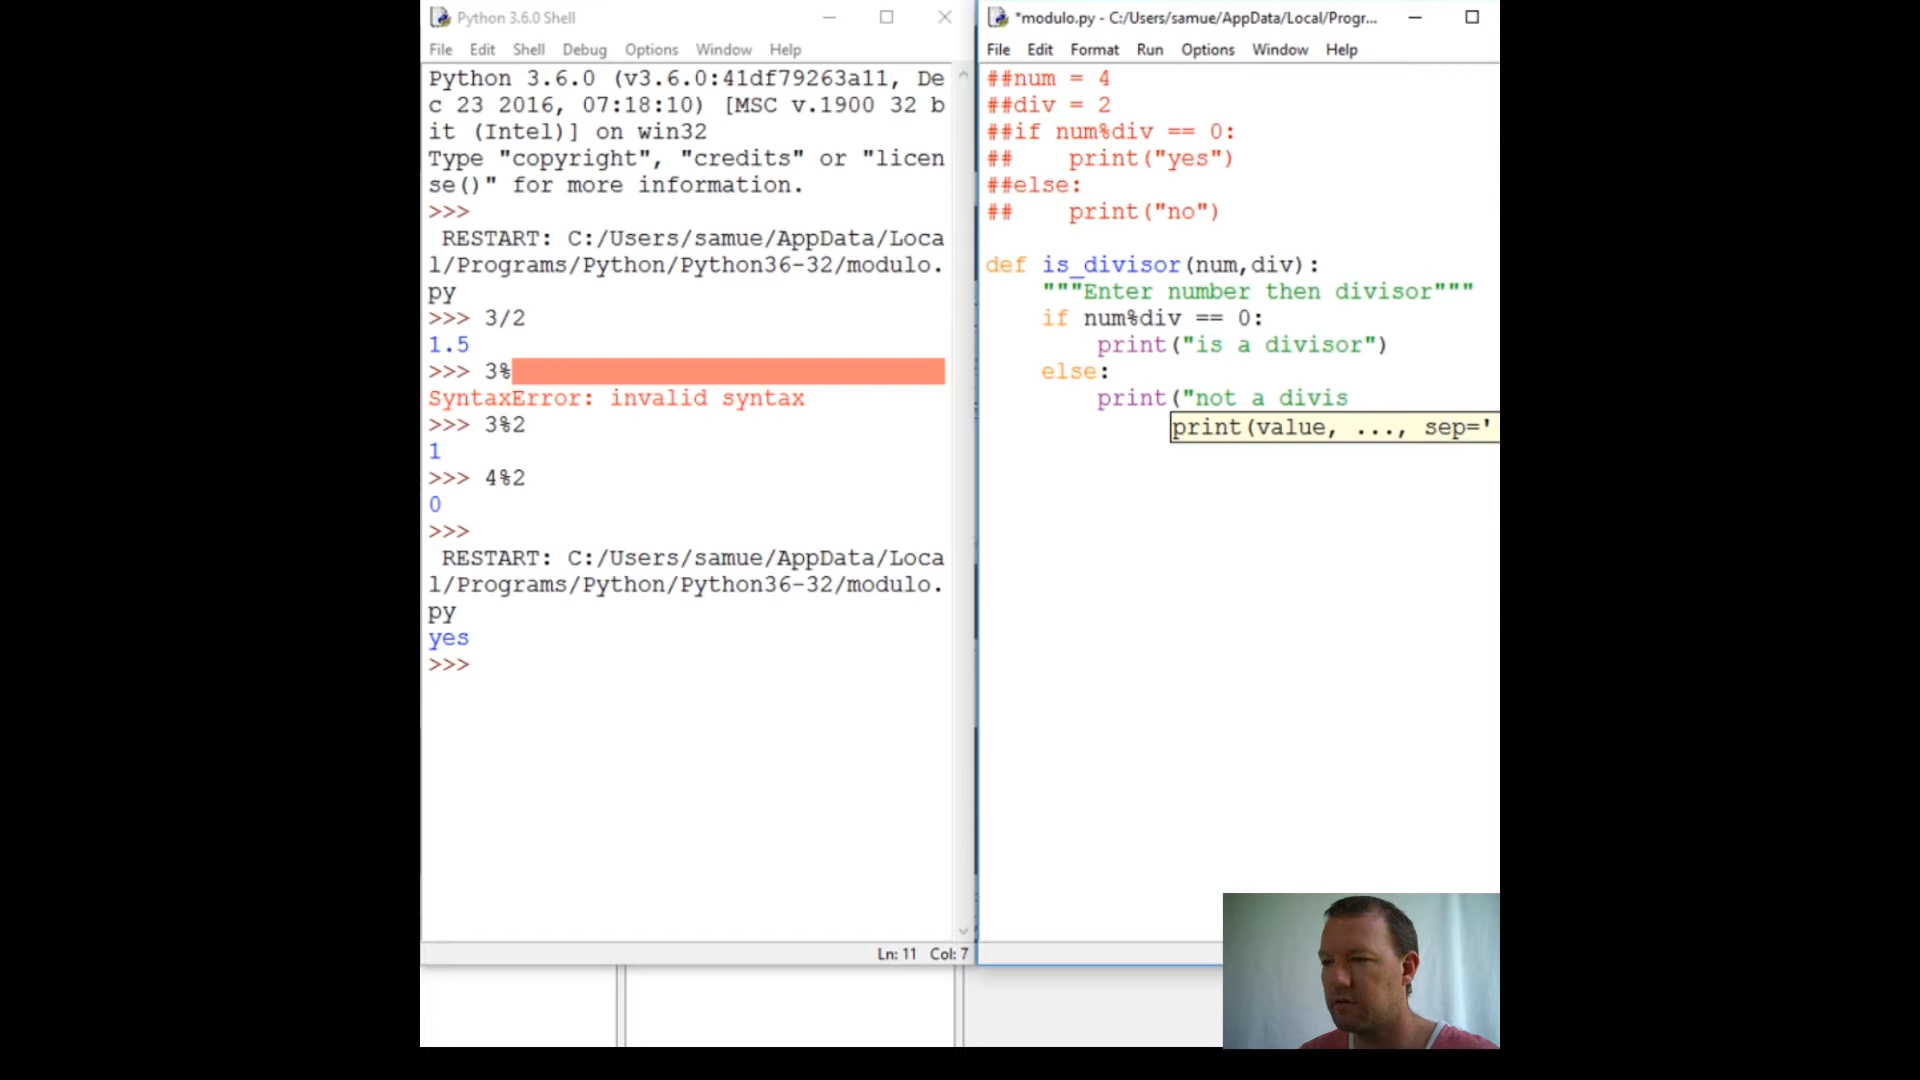 Python 3.6.0 Shell
File Edit Shell Debug Options Window Help
Python 3.6.0 (v3.6.0:41df79263a11, De
c 23 2016, 07:18:10) [MSC v.1900 32 b
it (Intel)] on win32
Type "copyright", "credits" or "licen
se()" for more information.
>>>
RESTART: C:/Users/samue/AppData/Loca
l/Programs/Python/Python36-32/modulo.
py
>>> 3/2
1.5
>>> 3%
SyntaxError: invalid syntax
>>> 3%2
1
>>> 4%2
0
>>>
RESTART: C:/Users/samue/AppData/Loca
l/Programs/Python/Python36-32/modulo.
py
yes
>>>
Ln: 11 Col: 7
*modulo.py - C:/Users/samue/AppData/Local/Progr...
File Edit Format Run Options Window Help
##num = 4
##div = 2
##if num%div == 0:
##    print("yes")
##else:
##    print("no")
def is_divisor(num,div):
    """Enter number then divisor"""
    if num%div == 0:
        print("is a divisor")
    else:
        print("not a divis
print(value, ..., sep='